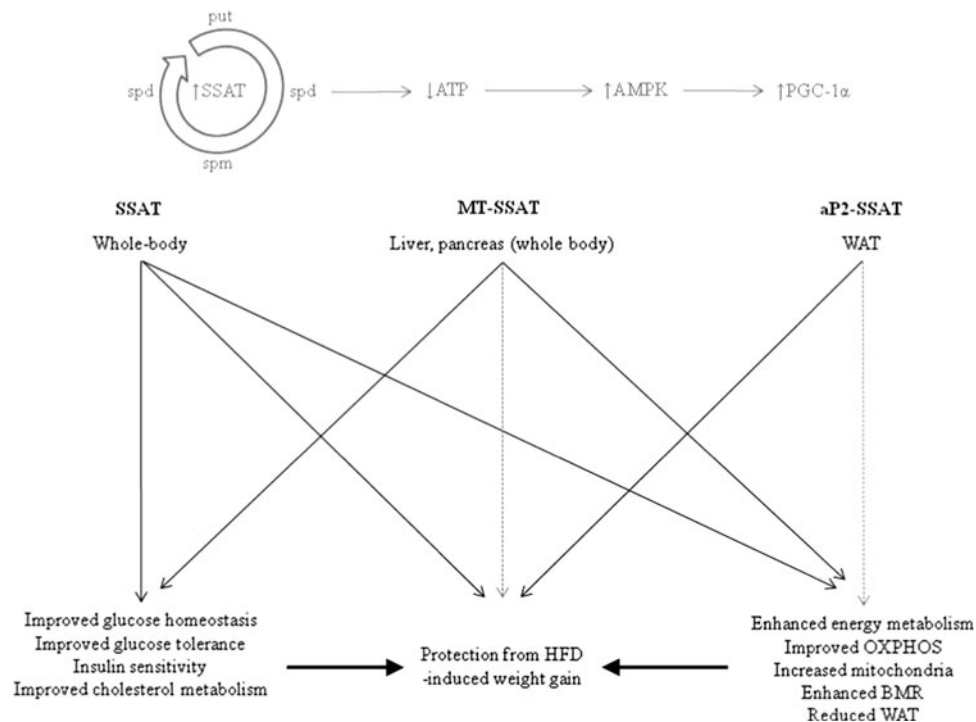 put
spd ↑SSAT spd ↓ATP ↑AMPK ↑PGC-1α
spm
SSAT MT-SSAT aP2-SSAT
Whole-body Liver, pancreas (whole body) WAT
Improved glucose homeostasis
Improved glucose tolerance
Insulin sensitivity
Improved cholesterol metabolism
Protection from HFD
-induced weight gain
Enhanced energy metabolism
Improved OXPHOS
Increased mitochondria
Enhanced BMR
Reduced WAT